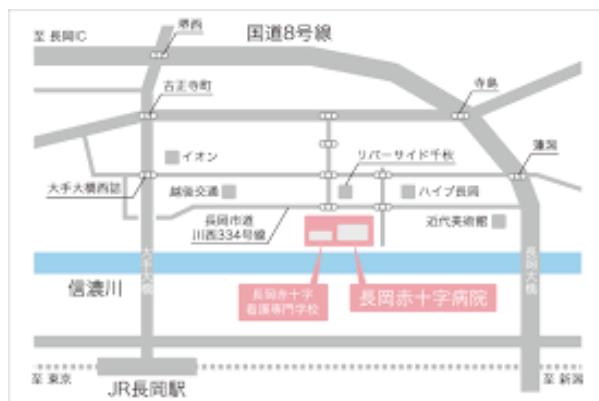 堺西
国道8号線
至 長岡IC
古正寺町
寺島
イオン
リバーサイド千秋
蓮潟
大手大橋西詰
越後交通
ハイブ長岡
長岡市道
川西334号線
近代美術館
大手大橋
長岡大橋
信濃川
長岡赤十字
看護専門学校
長岡赤十字病院
至 東京
JR長岡駅
至 新潟